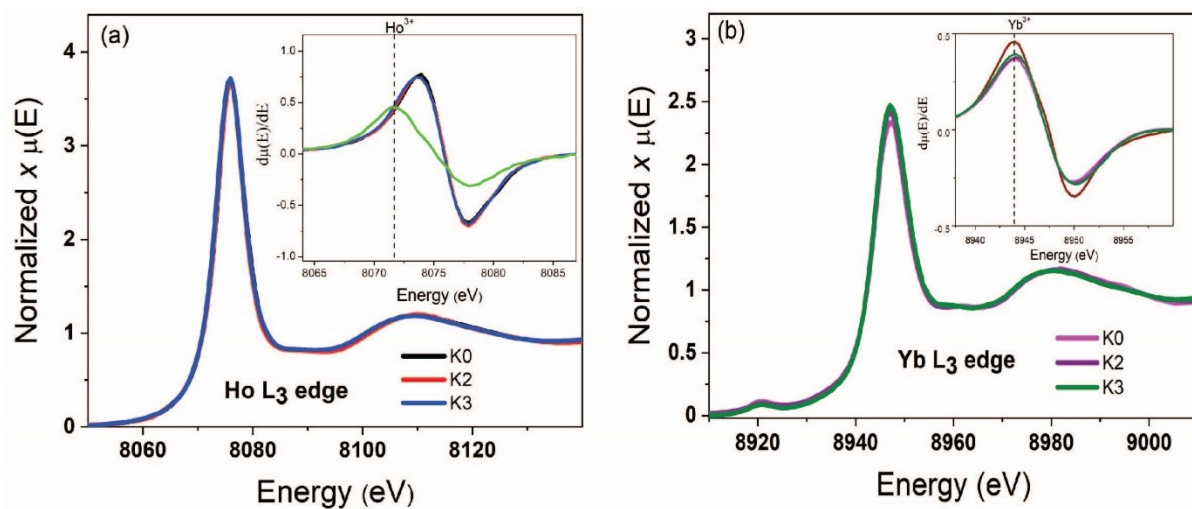 (a)
Ho³⁺
Normalized x μ(E)
4
3
2
1
0
dμ(E)/dE
1.0
0.5
0.0
-0.5
-1.0
8065 8070 8075 8080 8085
Energy (eV)
K0
K2
K3
Ho L₃ edge
8060 8080 8100 8120
Energy (eV)
(b)
Yb³⁺
Normalized x μ(E)
3
2.5
2
1.5
1
0.5
0
dμ(E)/dE
0.5
0.0
-0.5
8940 8945 8950 8955
Energy (eV)
K0
K2
K3
Yb L₃ edge
8920 8940 8960 8980 9000
Energy (eV)